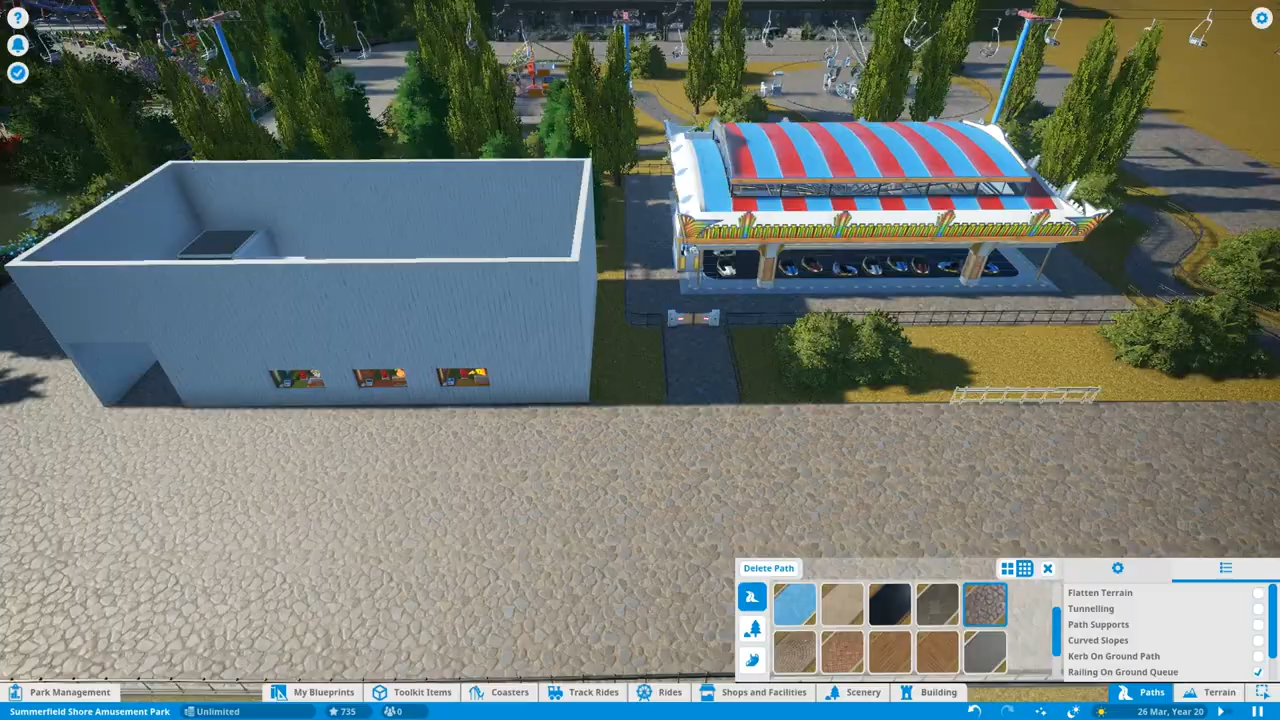 ?
Delete Path
Flatten Terrain
Tunnelling
Path Supports
Curved Slopes
Kerb On Ground Path
Railing On Ground Queue
Park Management
My Blueprints
Toolkit Items
Coasters
Track Rides
Rides
Shops and Facilities
Scenery
Building
Paths
Terrain
Summerfield Shore Amusement Park
Unlimited
735
0
26 Mar, Year 20